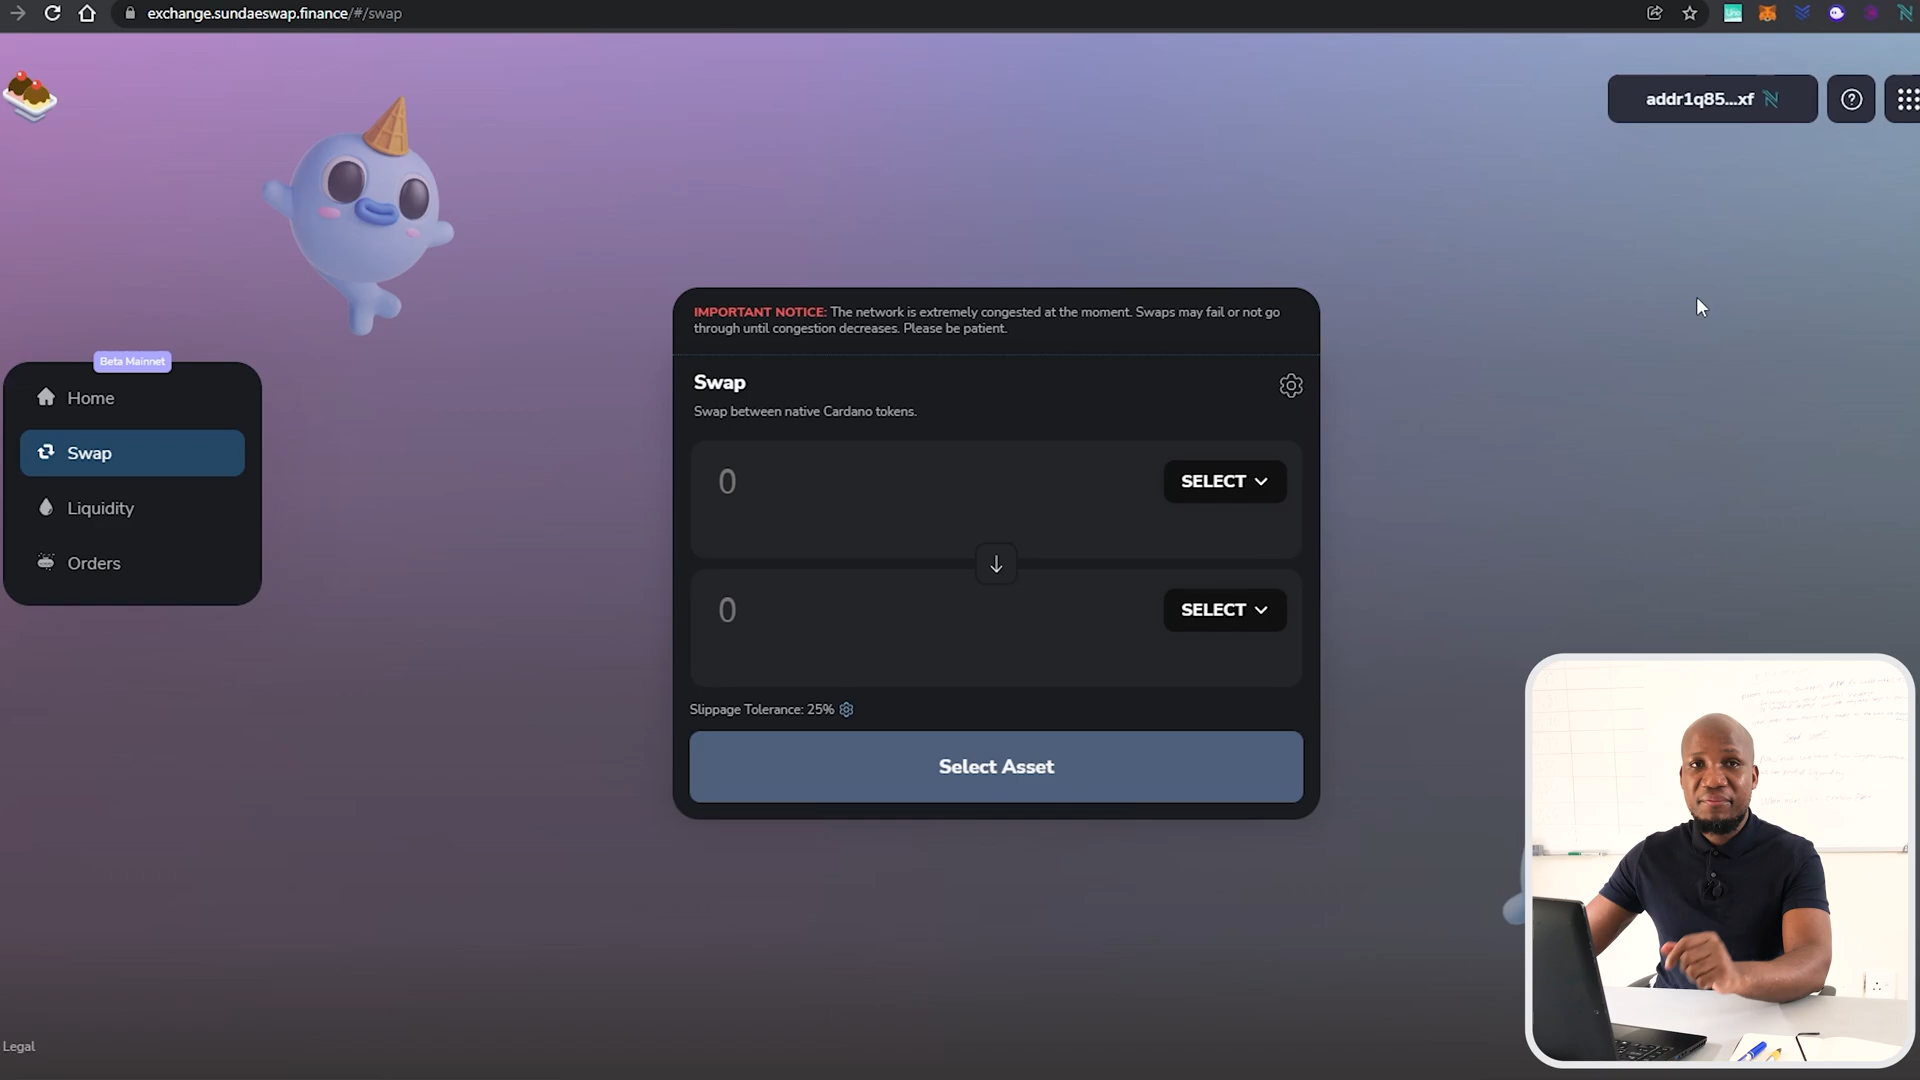 exchange.sundaeswap.finance/#/swap
addr1q85...xf
IMPORTANT NOTICE: The network is extremely congested at the moment. Swaps may fail or not go
through until congestion decreases. Please be patient.
Beta Mainnet
Home
Swap
Liquidity
Orders
Swap
Swap between native Cardano tokens.
0
SELECT
0
SELECT
Slippage Tolerance: 25%
Select Asset
Legal